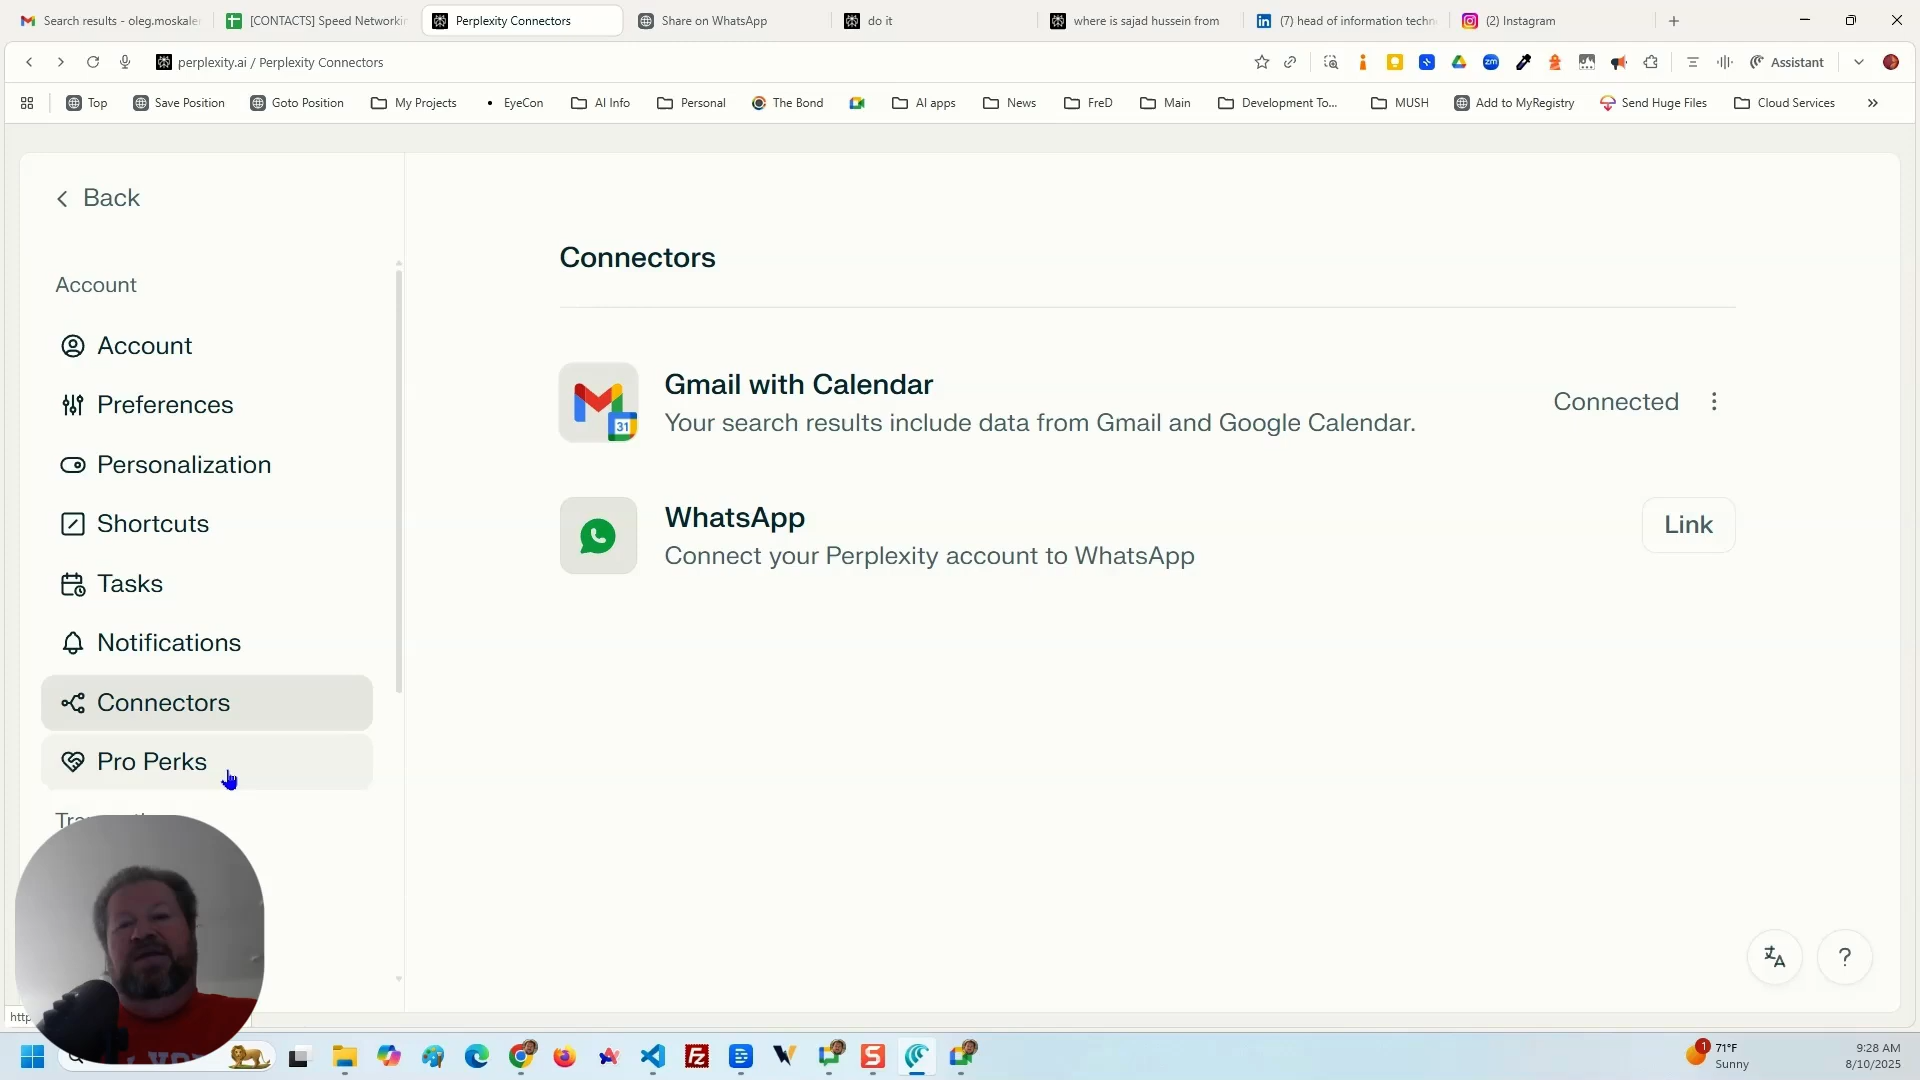 Search results - oleg.moskaler
[CONTACTS] Speed Networkin
Perplexity Connectors
Share on WhatsApp
do it
where is sajad hussein from
(7) head of information techn
(2) Instagram
perplexity.ai / Perplexity Connectors
Assistant
Top
Save Position
Goto Position
My Projects
EyeCon
AI Info
Personal
The Bond
AI apps
News
FreD
Main
Development To...
MUSH
Add to MyRegistry
Send Huge Files
Cloud Services
Back
Account
Account
Preferences
Personalization
Shortcuts
Tasks
Notifications
Connectors
Pro Perks
Connectors
Gmail with Calendar
Your search results include data from Gmail and Google Calendar.
Connected
31
WhatsApp
Connect your Perplexity account to WhatsApp
Link
http
?
71°F
Sunny
1
9:28 AM
8/10/2025